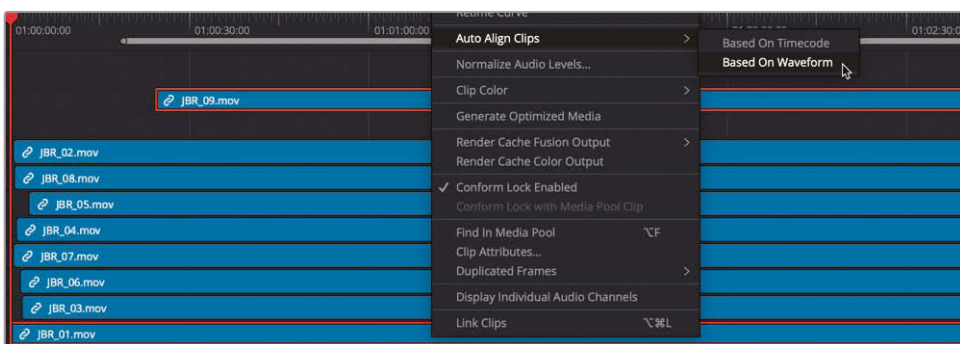 Retime Curve
01:00:00:00 01:00:30:00 01:01:00:00 01:02:30:0
Auto Align Clips
Based On Timecode
Based On Waveform
Normalize Audio Levels...
Clip Color
JBR_09.mov
Generate Optimized Media
Render Cache Fusion Output
JBR_02.mov
Render Cache Color Output
JBR_08.mov
Conform Lock Enabled
JBR_05.mov
Conform Lock with Media Pool Clip
JBR_04.mov
Find In Media Pool ⌥F
JBR_07.mov
Clip Attributes...
Duplicated Frames
JBR_06.mov
Display Individual Audio Channels
JBR_03.mov
Link Clips ⌥⌘L
JBR_01.mov